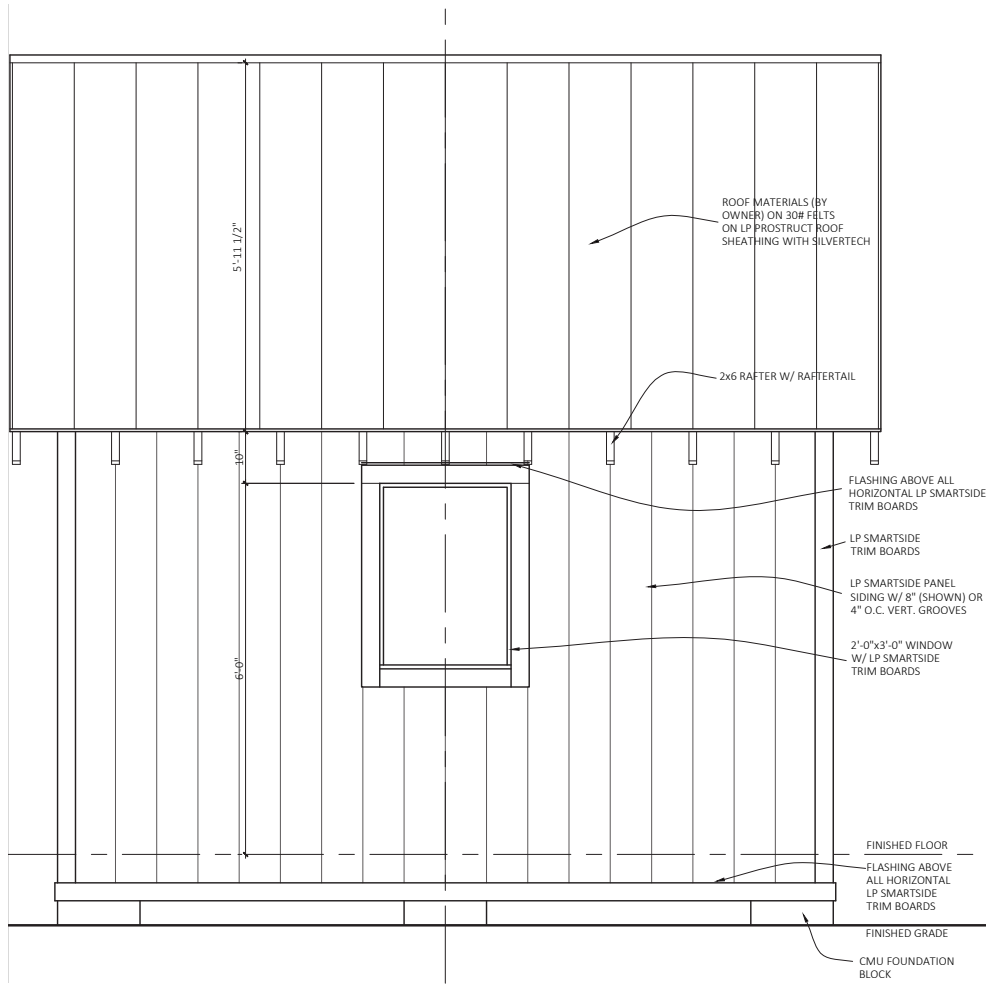 5'-11 1/2"
ROOF MATERIALS (BY
OWNER) ON 30# FELTS
ON LP PROSTRUCT ROOF
SHEATHING WITH SILVERTECH
2x6 RAFTER W/ RAFTERTAIL
10"
FLASHING ABOVE ALL
HORIZONTAL LP SMARTSIDE
TRIM BOARDS
LP SMARTSIDE
TRIM BOARDS
LP SMARTSIDE PANEL
SIDING W/ 8" (SHOWN) OR
4" O.C. VERT. GROOVES
2'-0"x3'-0" WINDOW
W/ LP SMARTSIDE
TRIM BOARDS
6'-0"
FINISHED FLOOR
FLASHING ABOVE
ALL HORIZONTAL
LP SMARTSIDE
TRIM BOARDS
FINISHED GRADE
CMU FOUNDATION
BLOCK